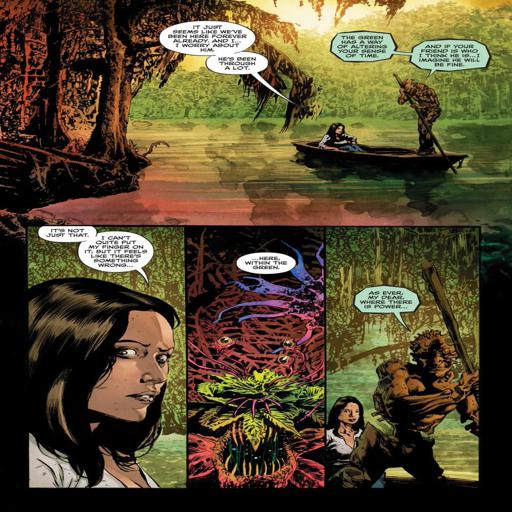 IT JUST
SEEMS LIKE WE'VE
BEEN HERE FOREVER
ALREADY. AND I...
I WORRY ABOUT
HIM.
HE'S BEEN
THROUGH
A LOT.
THE GREEN
HAS A WAY
OF ALTERING
YOUR SENSE
OF TIME.
AND IF YOUR
FRIEND IS WHO
I THINK HE IS...I
IMAGINE HE WILL
BE FINE.
IT'S NOT
JUST THAT.
I CAN'T
QUITE PUT
MY FINGER ON
IT, BUT IT FEELS
LIKE THERE'S
SOMETHING
WRONG...
...HERE,
WITHIN THE
GREEN.
AS EVER,
MY DEAR,
WHERE THERE
IS POWER...